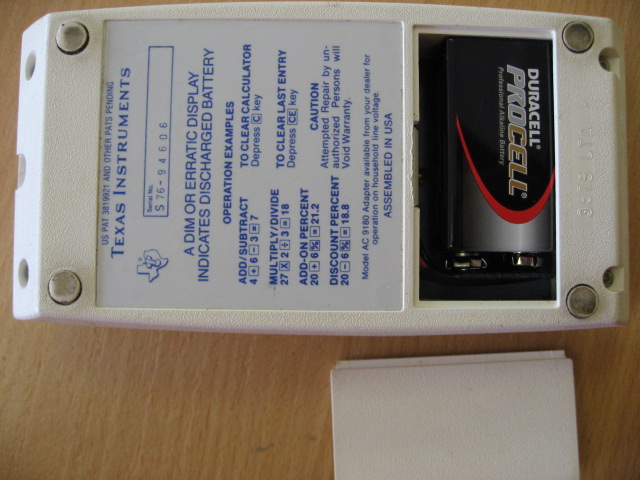 US PAT 3819921 AND OTHER PATS PENDING
TEXAS INSTRUMENTS
Serial No.
S 76-94606
A DIM OR ERRATIC DISPLAY
INDICATES DISCHARGED BATTERY
OPERATION EXAMPLES
ADD/SUBTRACT
4 + 6 - 3 = 7
MULTIPLY/DIVIDE
27 X 2 ÷ 3 = 18
ADD-ON PERCENT
20 + 6 % = 21.2
DISCOUNT PERCENT
20 - 6 % = 18.8
TO CLEAR CALCULATOR
Depress C key
TO CLEAR LAST ENTRY
Depress CE key
CAUTION
Attempted Repair by un-
authorized Persons will
Void Warranty.
Model AC 9180 Adapter available from your dealer for
operation on household line voltage.
ASSEMBLED IN USA
DURACELL®
PROCELL®
Professional Alkaline Battery